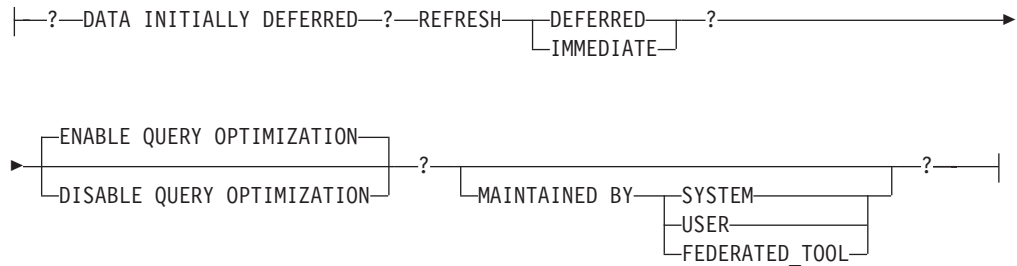 ? DATA INITIALLY DEFERRED ? REFRESH DEFERRED ?
IMMEDIATE
ENABLE QUERY OPTIMIZATION
? ?
DISABLE QUERY OPTIMIZATION MAINTAINED BY SYSTEM
USER
FEDERATED_TOOL